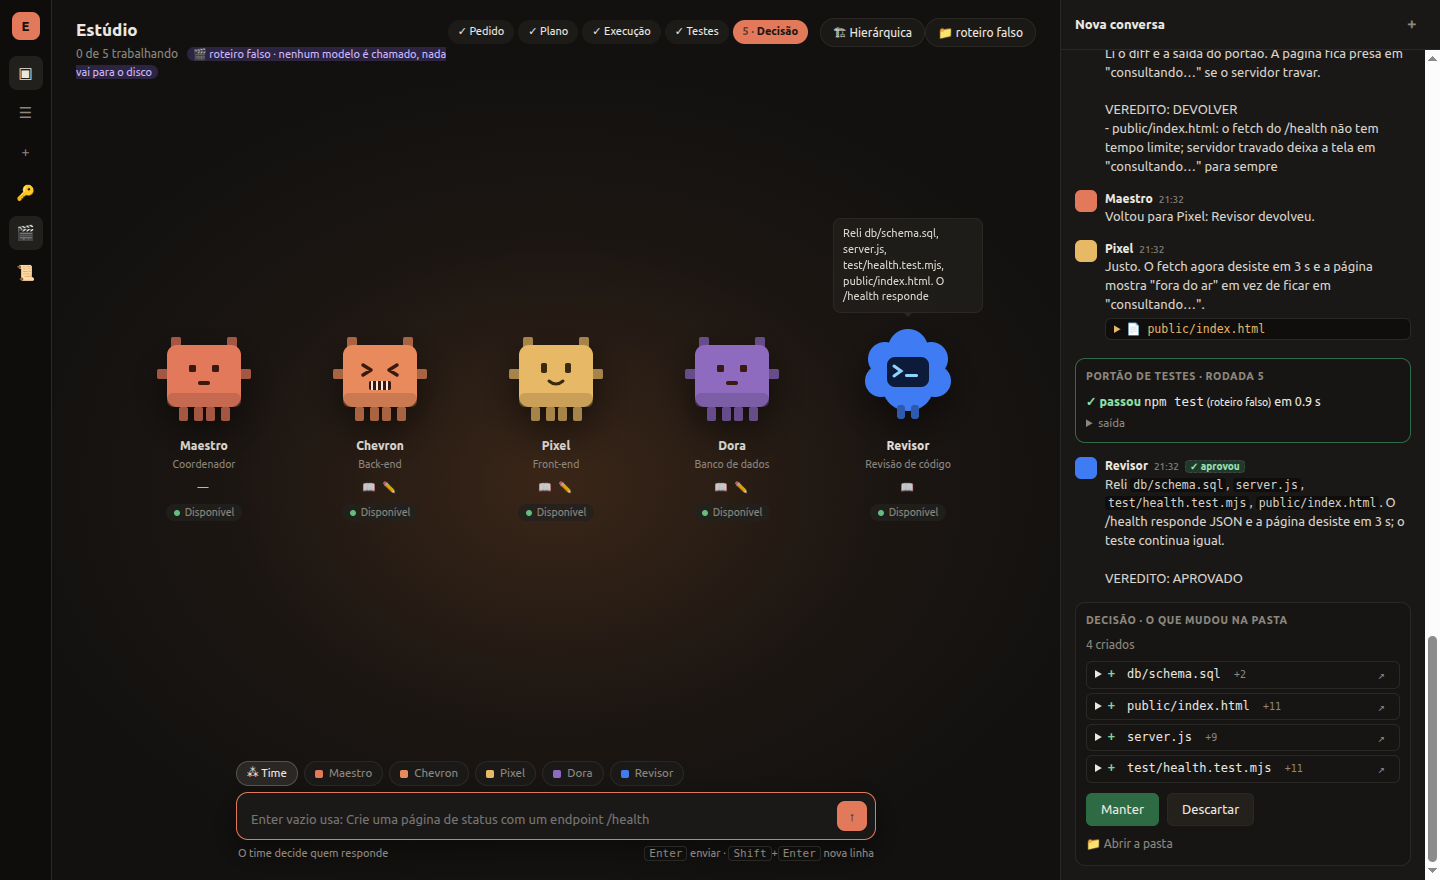 E
Estúdio
0 de 5 trabalhando
roteiro falso · nenhum modelo é chamado, nada
vai para o disco
✓ Pedido
✓ Plano
✓ Execução
✓ Testes
5 · Decisão
Hierárquica
roteiro falso
Reli db/schema.sql,
server.js,
test/health.test.mjs,
public/index.html. O
/health responde
Maestro
Coordenador
—
Disponível
Chevron
Back-end
Disponível
Pixel
Front-end
Disponível
Dora
Banco de dados
Disponível
Revisor
Revisão de código
Disponível
Time
Maestro
Chevron
Pixel
Dora
Revisor
Enter vazio usa: Crie uma página de status com um endpoint /health
↑
O time decide quem responde
Enter enviar · Shift+Enter nova linha
Nova conversa
+
Li o diff e a saída do portão. A página fica presa em
"consultando…" se o servidor travar.
VEREDITO: DEVOLVER
- public/index.html: o fetch do /health não tem
tempo limite; servidor travado deixa a tela em
"consultando…" para sempre
Maestro 21:32
Voltou para Pixel: Revisor devolveu.
Pixel 21:32
Justo. O fetch agora desiste em 3 s e a página
mostra "fora do ar" em vez de ficar em
"consultando…".
public/index.html
PORTÃO DE TESTES · RODADA 5
✓ passou npm test (roteiro falso) em 0.9 s
saída
Revisor 21:32 ✓ aprovou
Reli db/schema.sql, server.js,
test/health.test.mjs, public/index.html. O
/health responde JSON e a página desiste em 3 s; o
teste continua igual.
VEREDITO: APROVADO
DECISÃO · O QUE MUDOU NA PASTA
4 criados
+ db/schema.sql +2 ↗
+ public/index.html +11 ↗
+ server.js +9 ↗
+ test/health.test.mjs +11 ↗
Manter
Descartar
Abrir a pasta